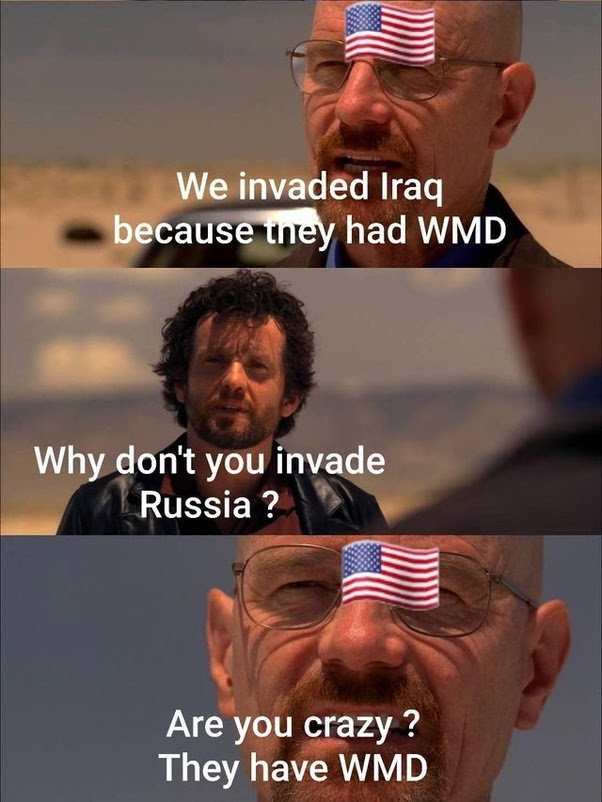 We invaded Iraq
because they had WMD
Why don't you invade
Russia ?
Are you crazy ?
They have WMD